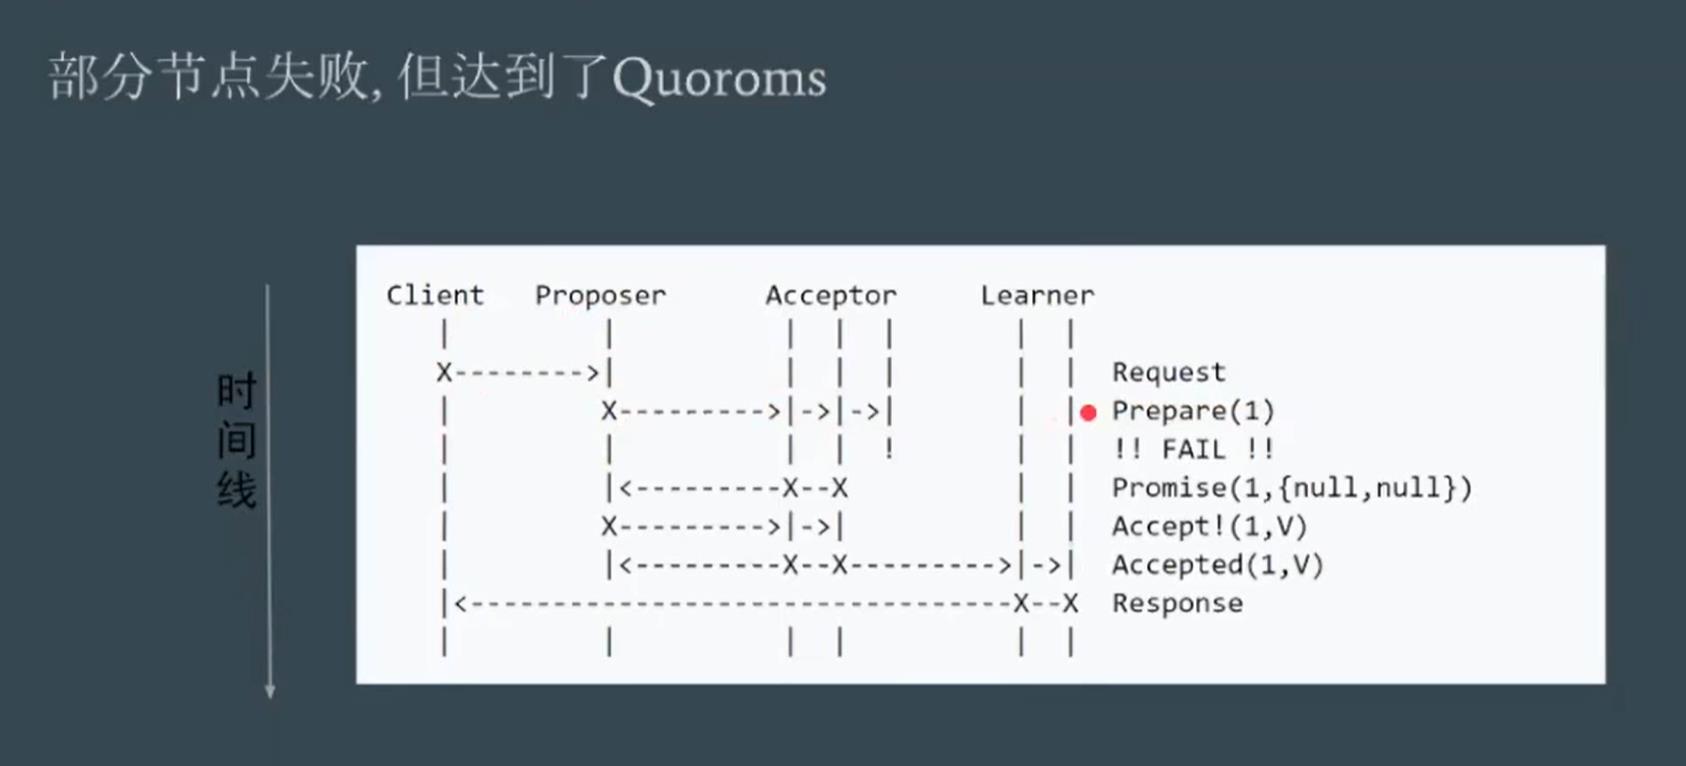 部分节点失败, 但达到了Quoroms
时间线
Client Proposer Acceptor Learner
| | | | | | |
X-------->| | | | | | Request
| X--------->|->|->| | | Prepare(1)
| | | | ! | | !! FAIL !!
| |<---------X--X | | Promise(1,{null,null})
| X--------->|->| | | Accept!(1,V)
| |<---------X--X--------->|->| Accepted(1,V)
|<---------------------------------X--X Response
| | | | | |